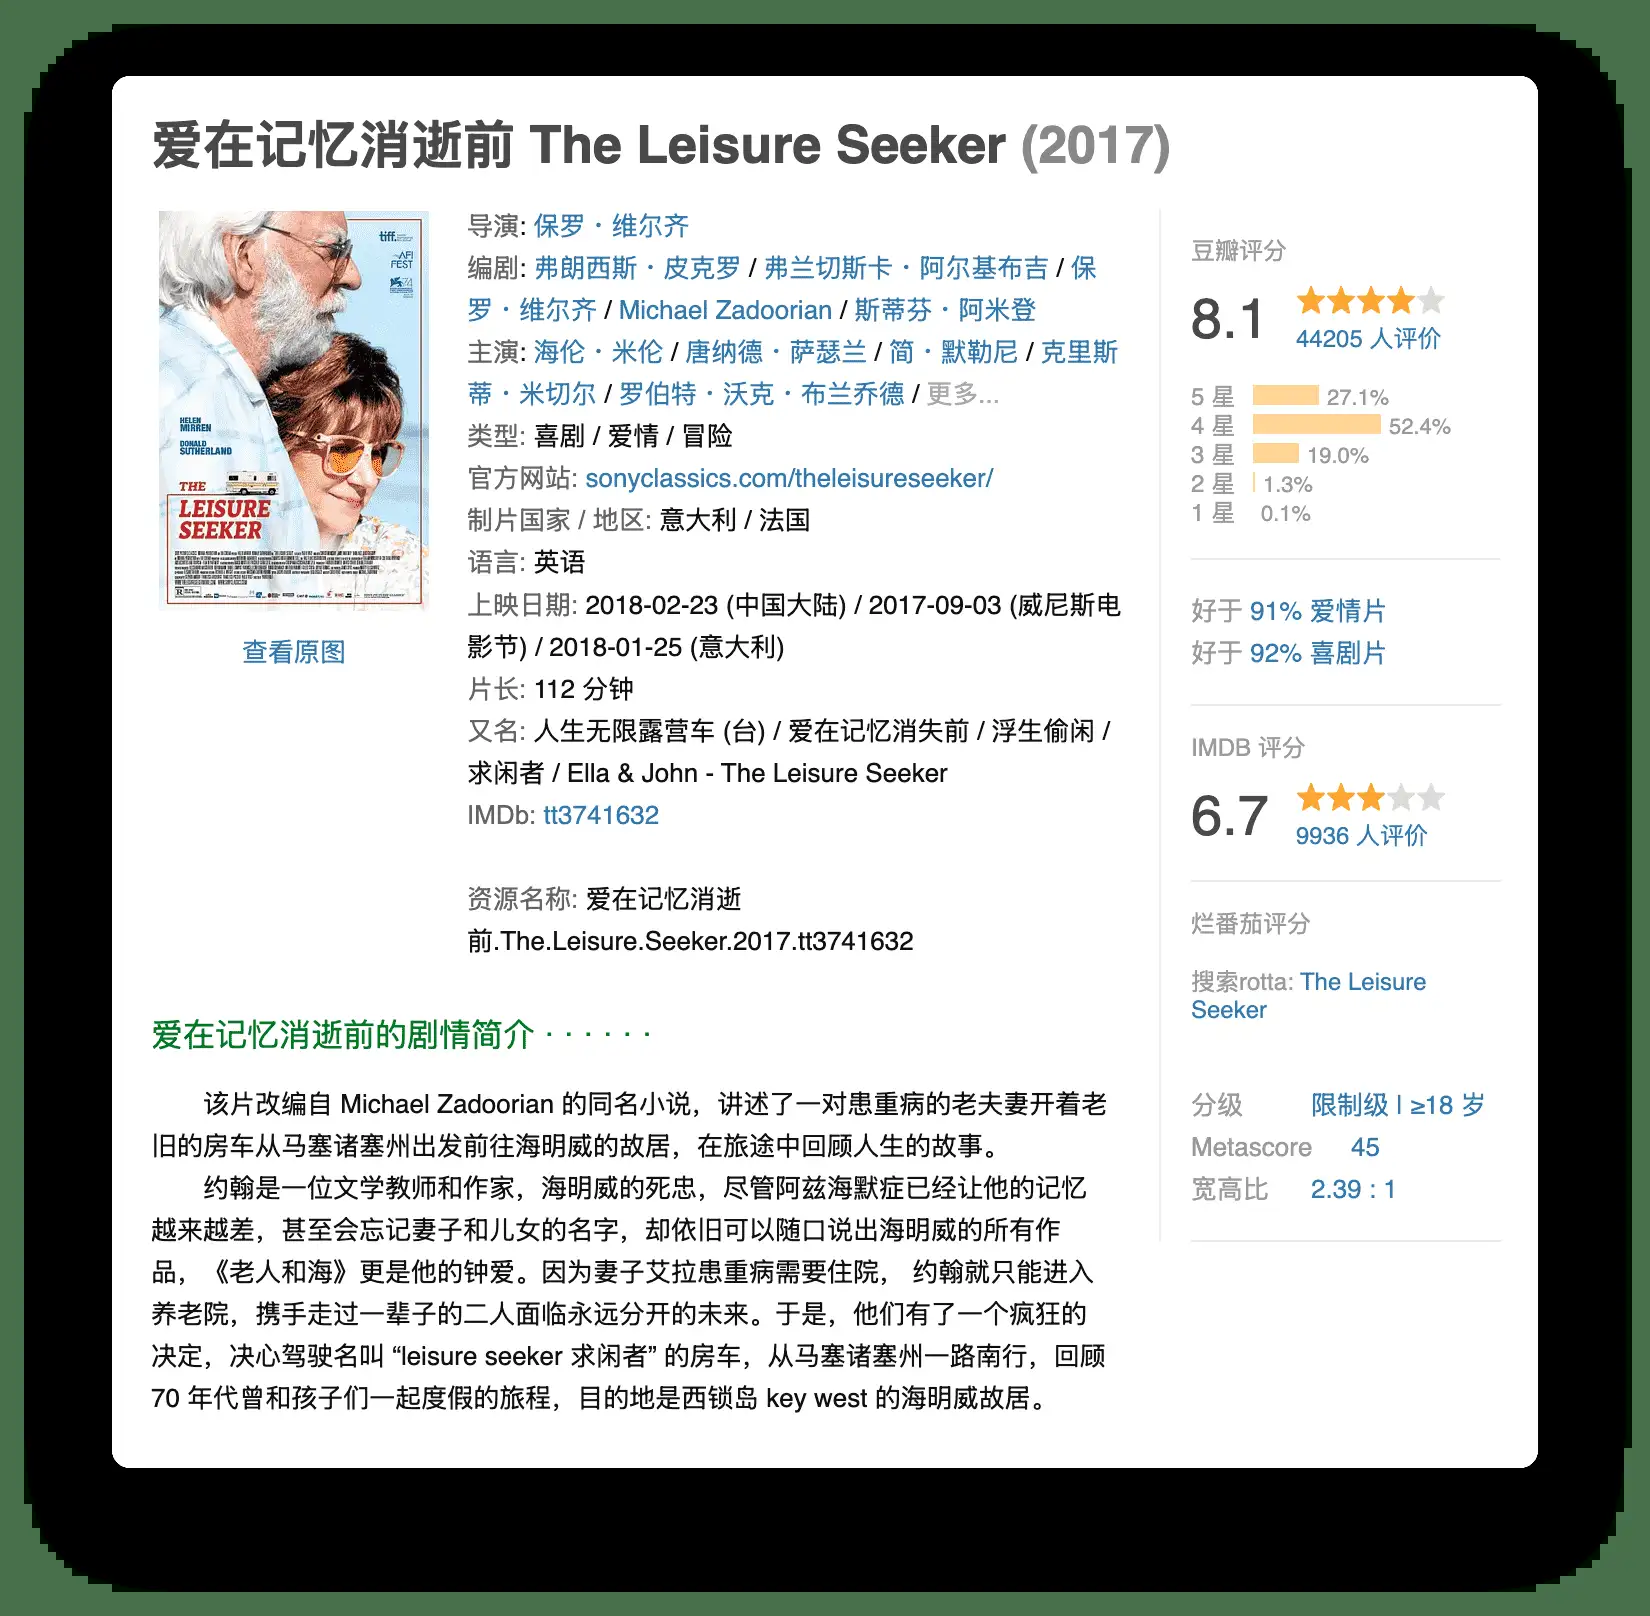 爱在记忆消逝前 The Leisure Seeker (2017)
tiff.
AFI
FEST
HELEN
MIRREN
DONALD
SUTHERLAND
THE
LEISURE
SEEKER
R
查看原图
导演: 保罗・维尔齐
编剧: 弗朗西斯・皮克罗 / 弗兰切斯卡・阿尔基布吉 / 保
罗・维尔齐 / Michael Zadoorian / 斯蒂芬・阿米登
主演: 海伦・米伦 / 唐纳德・萨瑟兰 / 简・默勒尼 / 克里斯
蒂・米切尔 / 罗伯特・沃克・布兰乔德 / 更多...
类型: 喜剧 / 爱情 / 冒险
官方网站: sonyclassics.com/theleisureseeker/
制片国家 / 地区: 意大利 / 法国
语言: 英语
上映日期: 2018-02-23 (中国大陆) / 2017-09-03 (威尼斯电
影节) / 2018-01-25 (意大利)
片长: 112 分钟
又名: 人生无限露营车 (台) / 爱在记忆消失前 / 浮生偷闲 /
求闲者 / Ella & John - The Leisure Seeker
IMDb: tt3741632
资源名称: 爱在记忆消逝
前.The.Leisure.Seeker.2017.tt3741632
豆瓣评分
8.1
44205 人评价
5 星 27.1%
4 星 52.4%
3 星 19.0%
2 星 1.3%
1 星 0.1%
好于 91% 爱情片
好于 92% 喜剧片
IMDB 评分
6.7
9936 人评价
烂番茄评分
搜索rotta: The Leisure
Seeker
分级 限制级 | ≥18 岁
Metascore 45
宽高比 2.39 : 1
爱在记忆消逝前的剧情简介 · · · · · ·
该片改编自 Michael Zadoorian 的同名小说，讲述了一对患重病的老夫妻开着老
旧的房车从马塞诸塞州出发前往海明威的故居，在旅途中回顾人生的故事。
约翰是一位文学教师和作家，海明威的死忠，尽管阿兹海默症已经让他的记忆
越来越差，甚至会忘记妻子和儿女的名字，却依旧可以随口说出海明威的所有作
品，《老人和海》更是他的钟爱。因为妻子艾拉患重病需要住院， 约翰就只能进入
养老院，携手走过一辈子的二人面临永远分开的未来。于是，他们有了一个疯狂的
决定，决心驾驶名叫 “leisure seeker 求闲者” 的房车，从马塞诸塞州一路南行，回顾
70 年代曾和孩子们一起度假的旅程，目的地是西锁岛 key west 的海明威故居。